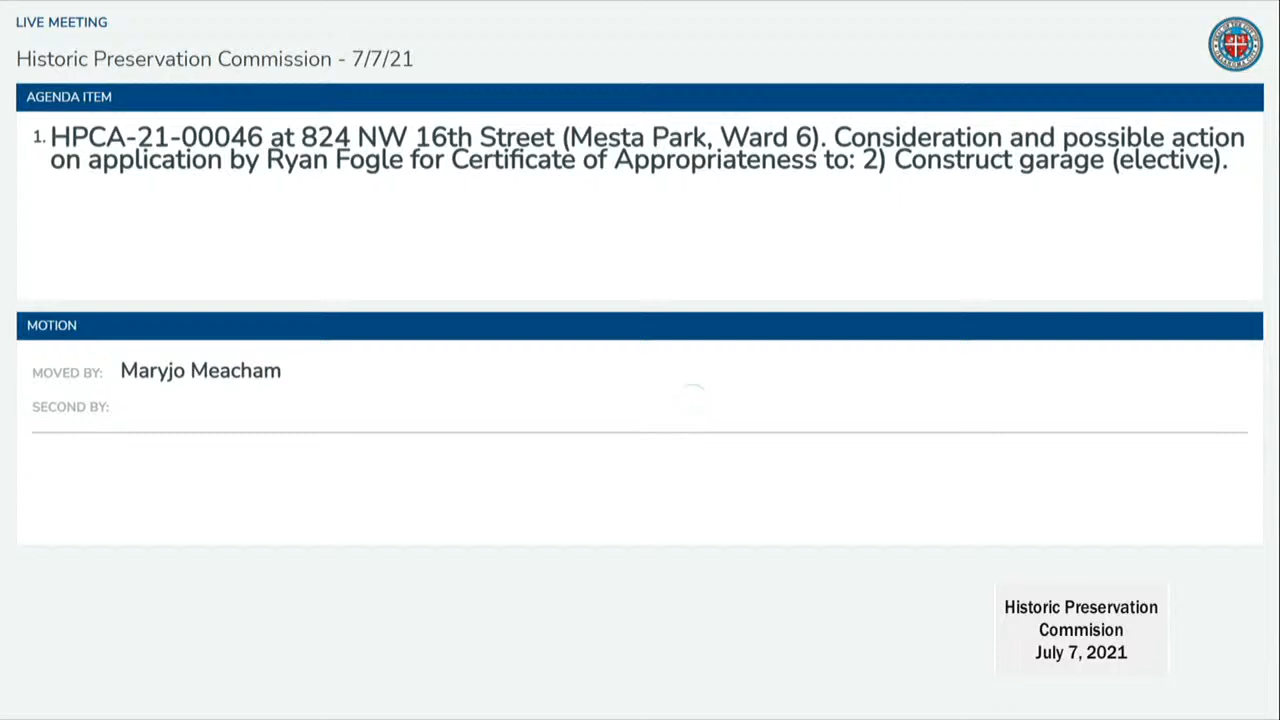 LIVE MEETING
Historic Preservation Commission - 7/7/21
AGENDA ITEM
1. HPCA-21-00046 at 824 NW 16th Street (Mesta Park, Ward 6). Consideration and possible action
on application by Ryan Fogle for Certificate of Appropriateness to: 2) Construct garage (elective).
MOTION
MOVED BY: Maryjo Meacham
SECOND BY:
Historic Preservation
Commision
July 7, 2021